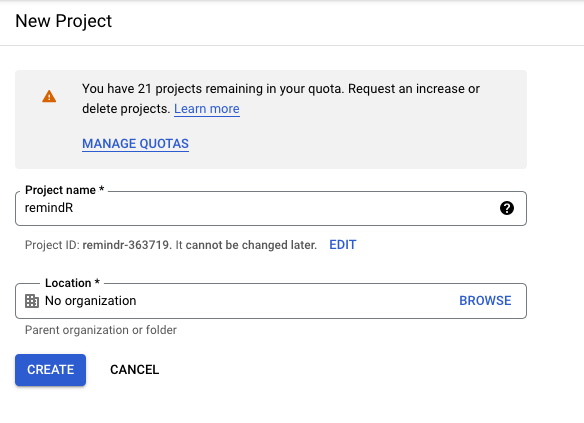 New Project
You have 21 projects remaining in your quota. Request an increase or
delete projects. Learn more
MANAGE QUOTAS
Project name *
remindR
Project ID: remindr-363719. It cannot be changed later. EDIT
Location *
No organization BROWSE
Parent organization or folder
CREATE CANCEL